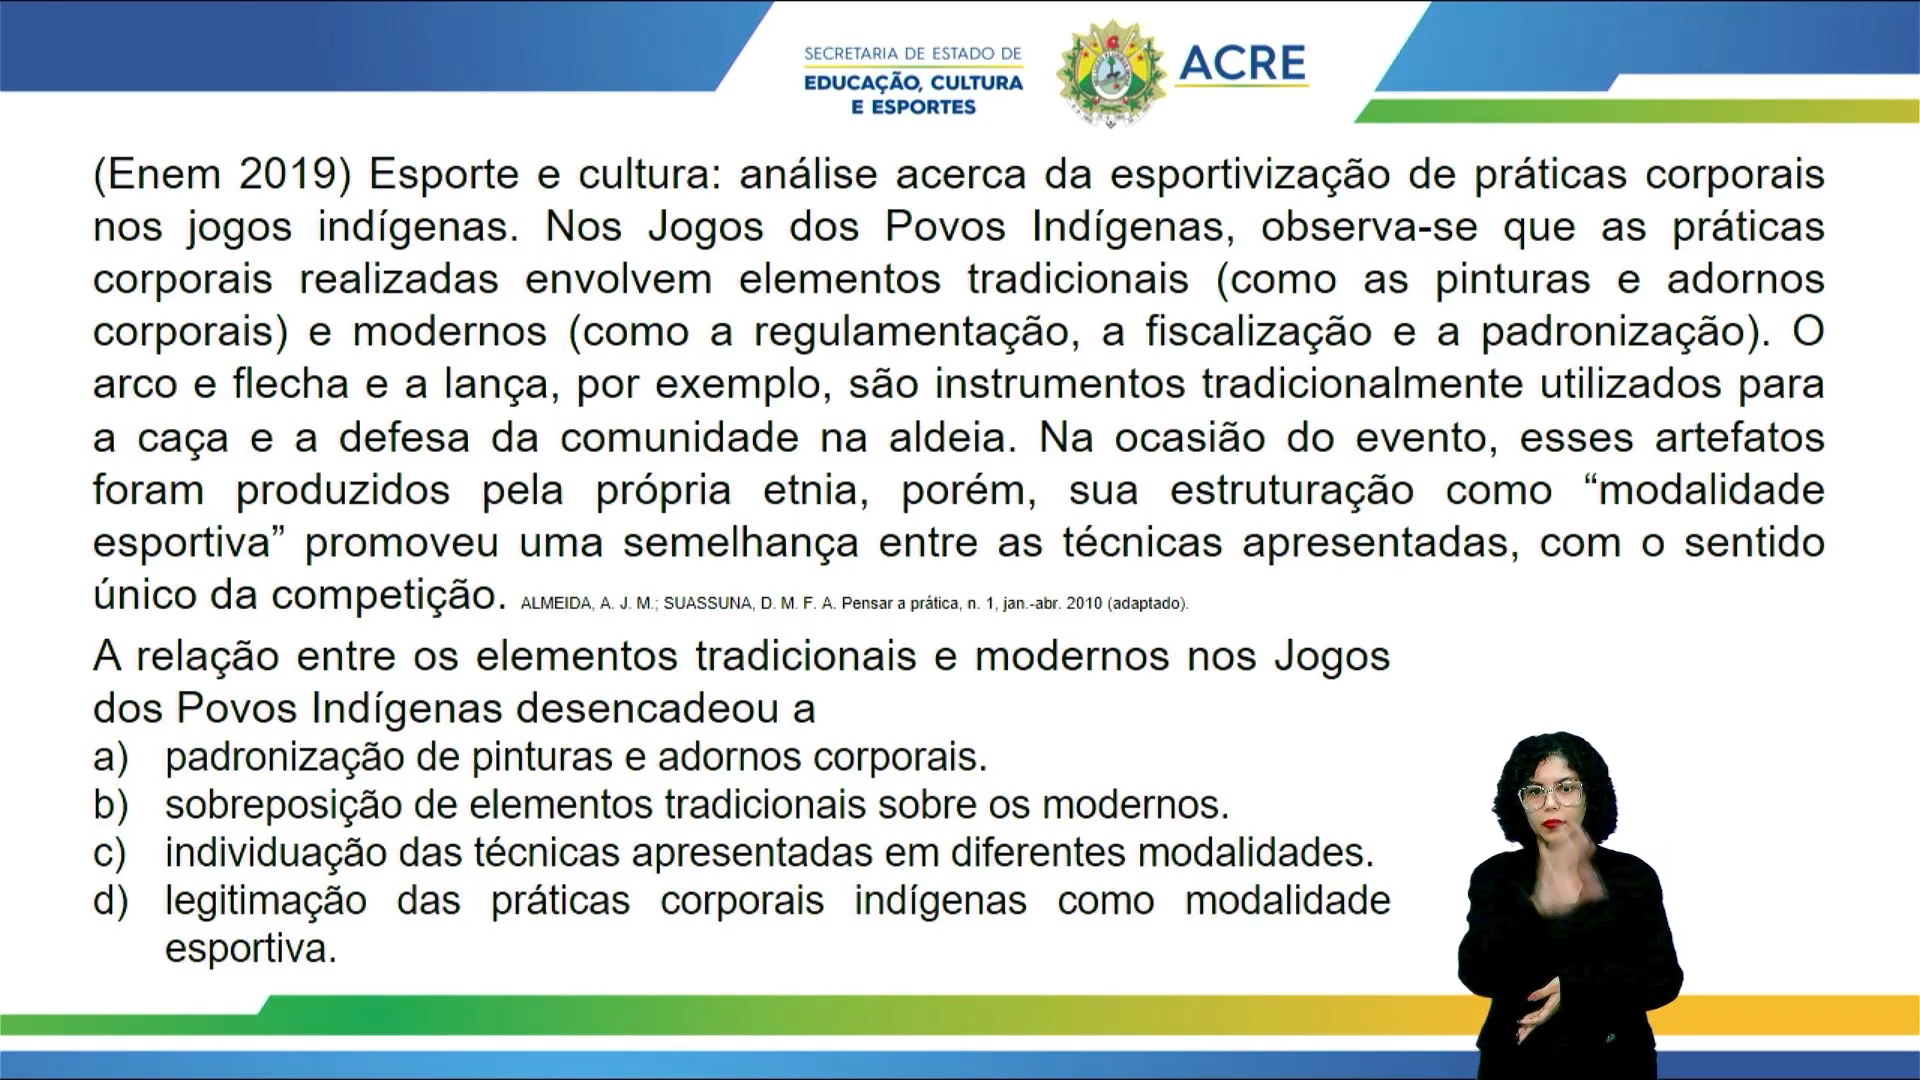 SECRETARIA DE ESTADO DE
EDUCAÇÃO, CULTURA
E ESPORTES
ACRE
(Enem 2019) Esporte e cultura: análise acerca da esportivização de práticas corporais
nos jogos indígenas. Nos Jogos dos Povos Indígenas, observa-se que as práticas
corporais realizadas envolvem elementos tradicionais (como as pinturas e adornos
corporais) e modernos (como a regulamentação, a fiscalização e a padronização). O
arco e flecha e a lança, por exemplo, são instrumentos tradicionalmente utilizados para
a caça e a defesa da comunidade na aldeia. Na ocasião do evento, esses artefatos
foram produzidos pela própria etnia, porém, sua estruturação como “modalidade
esportiva” promoveu uma semelhança entre as técnicas apresentadas, com o sentido
único da competição. ALMEIDA, A. J. M.; SUASSUNA, D. M. F. A. Pensar a prática, n. 1, jan.-abr. 2010 (adaptado).
A relação entre os elementos tradicionais e modernos nos Jogos
dos Povos Indígenas desencadeou a
a) padronização de pinturas e adornos corporais.
b) sobreposição de elementos tradicionais sobre os modernos.
c) individuação das técnicas apresentadas em diferentes modalidades.
d) legitimação das práticas corporais indígenas como modalidade
esportiva.